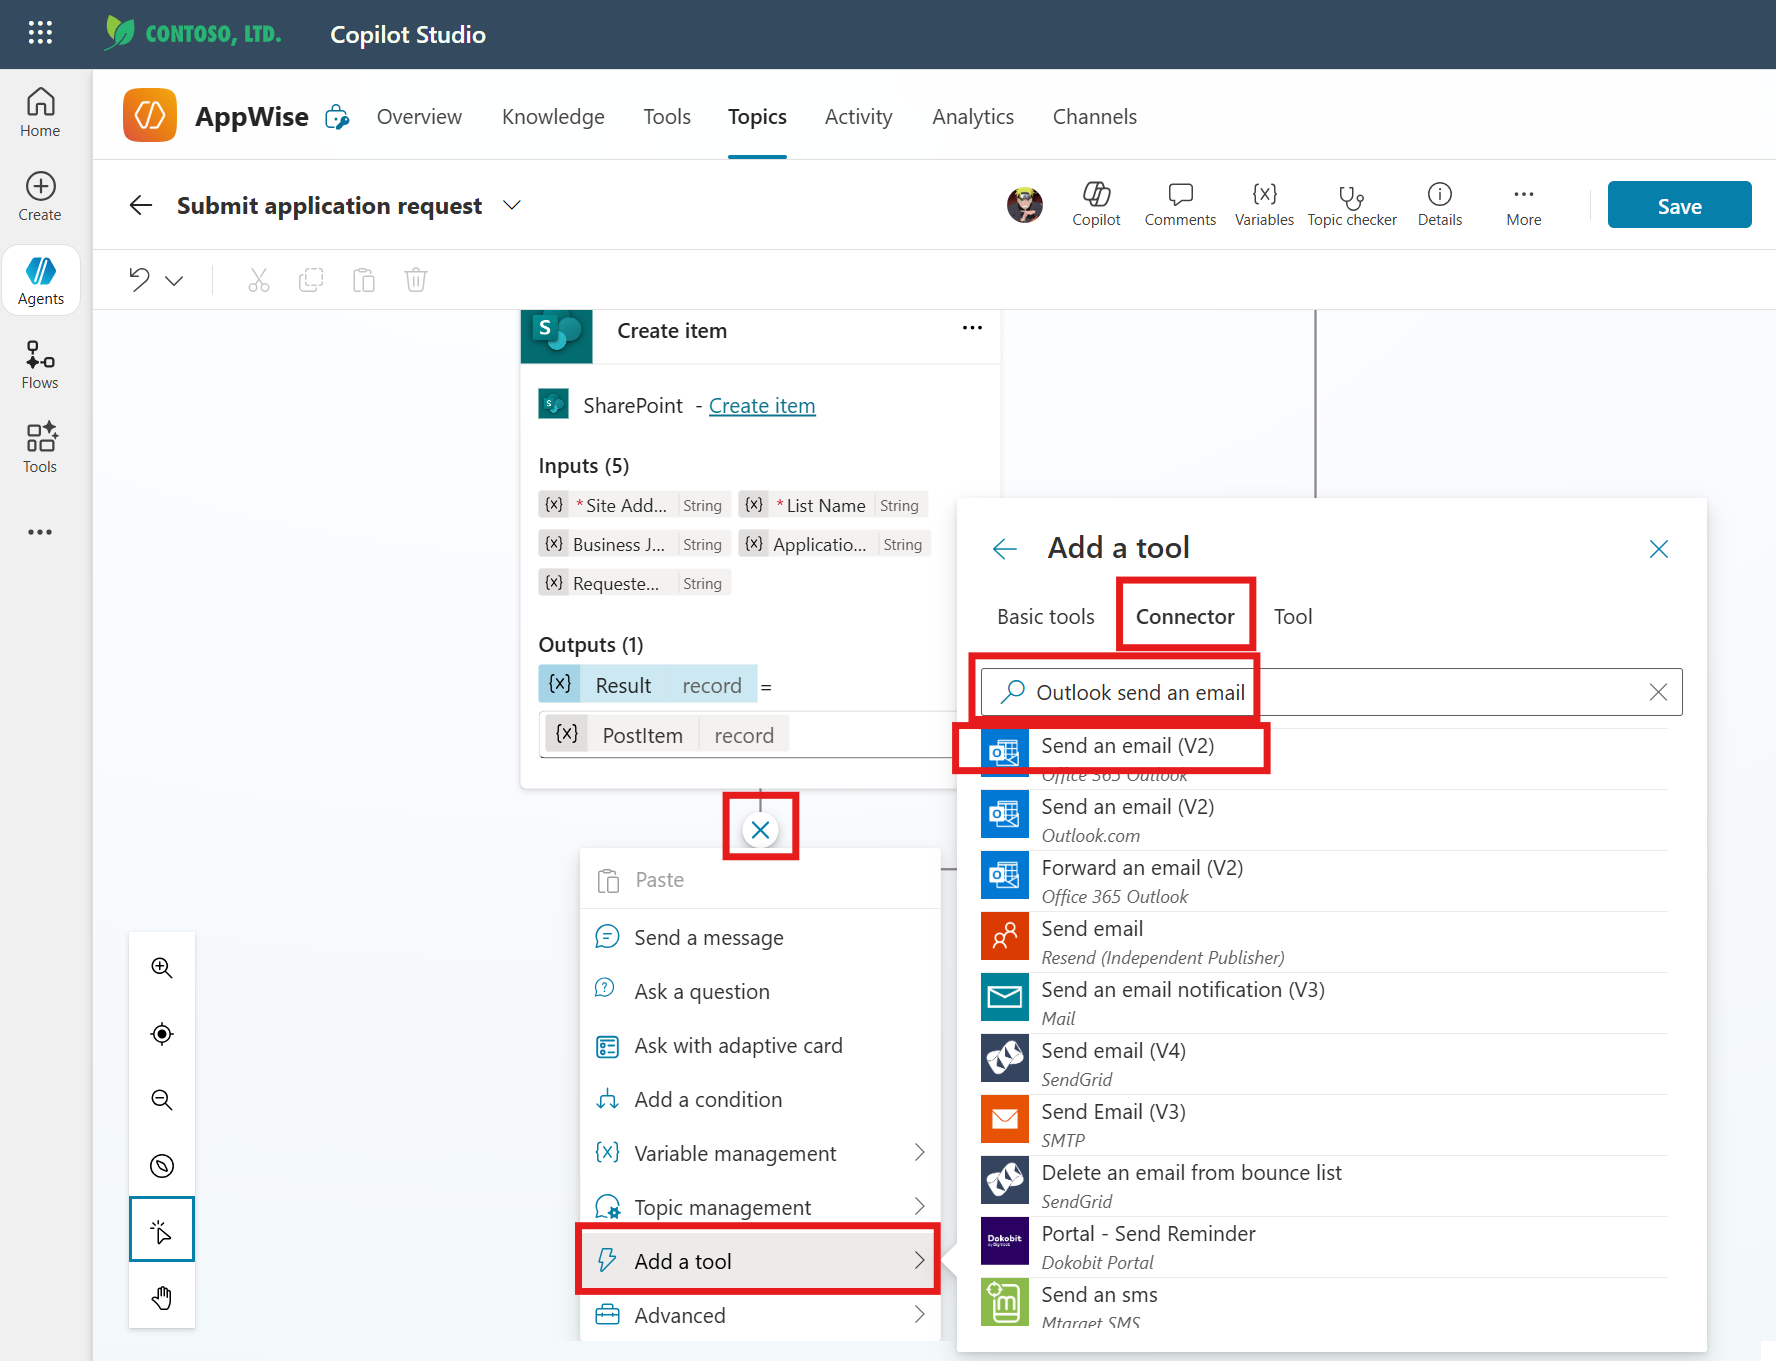 CONTOSO, LTD.
Copilot Studio
Home
Create
Agents
Flows
Tools
AppWise
Overview
Knowledge
Tools
Topics
Activity
Analytics
Channels
Submit application request
Copilot
Comments
{x}
Variables
Topic checker
Details
More
Save
S
Create item
S
SharePoint - Create item
Inputs (5)
{x} *Site Add... String {x} *List Name String
{x} Business J... String {x} Applicatio... String
{x} Requeste... String
Outputs (1)
{x} Result record =
{x} PostItem record
Paste
Send a message
Ask a question
Ask with adaptive card
Add a condition
{x} Variable management
Topic management
Add a tool
Advanced
Add a tool
Basic tools
Connector
Tool
Outlook send an email
Send an email (V2)
Office 365 Outlook
Send an email (V2)
Outlook.com
Forward an email (V2)
Office 365 Outlook
Send email
Resend (Independent Publisher)
Send an email notification (V3)
Mail
Send email (V4)
SendGrid
Send Email (V3)
SMTP
Delete an email from bounce list
SendGrid
Dokobit
Portal - Send Reminder
Dokobit Portal
m
Send an sms
Mtarget SMS